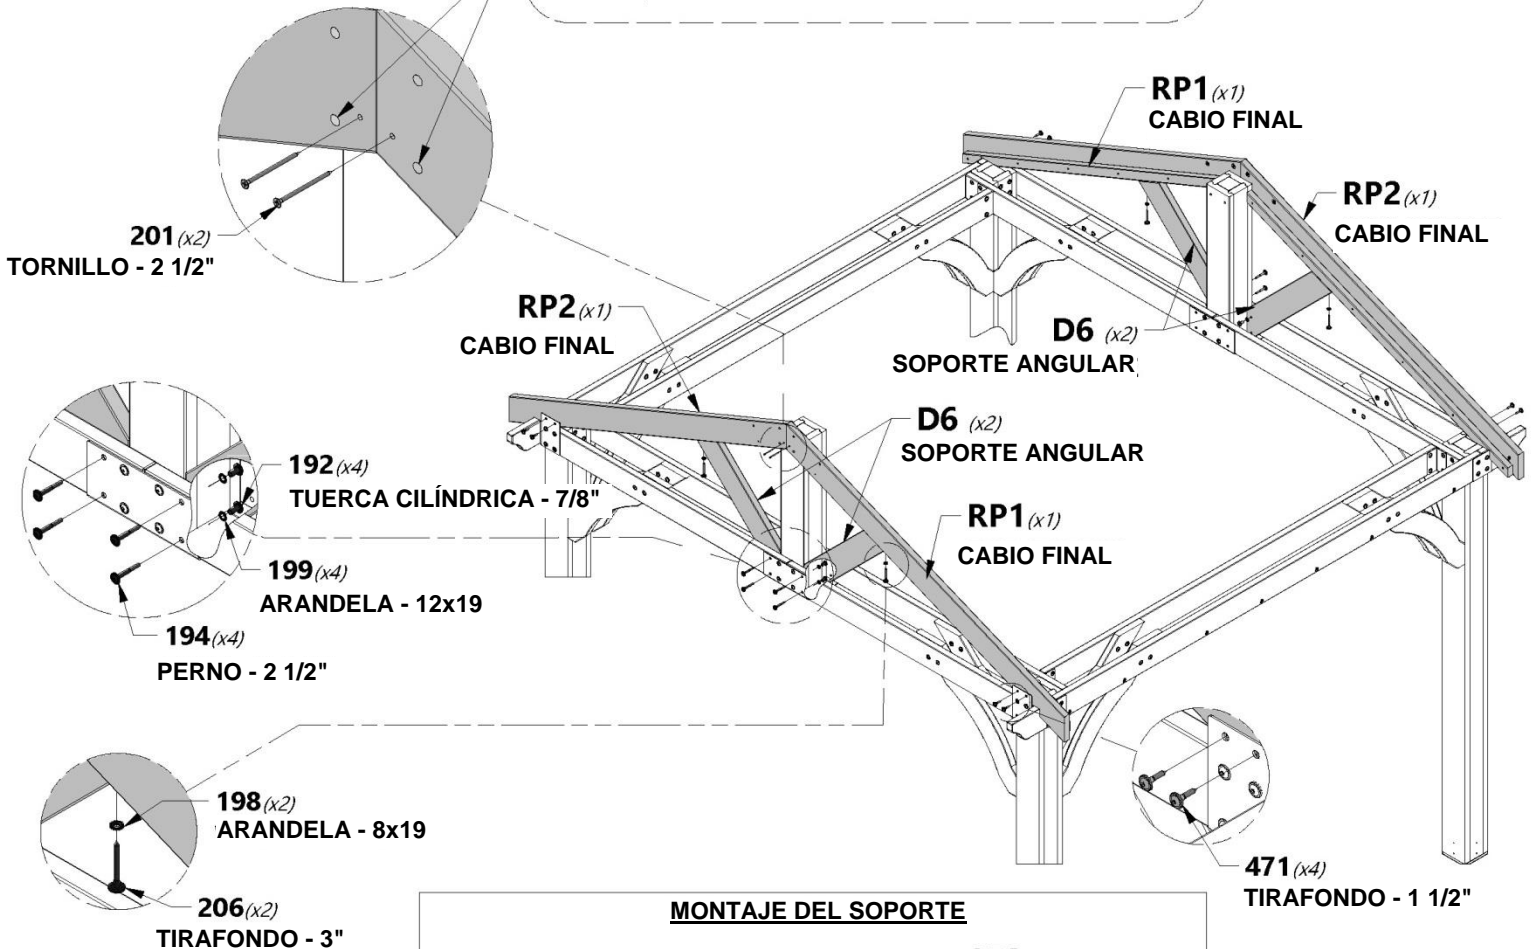 RP1 (x1)
CABIO FINAL
RP2 (x1)
CABIO FINAL
201 (x2)
TORNILLO - 2 1/2"
RP2 (x1)
CABIO FINAL
D6 (x2)
SOPORTE ANGULAR
D6 (x2)
SOPORTE ANGULAR
192 (x4)
TUERCA CILÍNDRICA - 7/8"
RP1 (x1)
CABIO FINAL
199 (x4)
ARANDELA - 12x19
194 (x4)
PERNO - 2 1/2"
198 (x2)
ARANDELA - 8x19
471 (x4)
TIRAFONDO - 1 1/2"
206 (x2)
TIRAFONDO - 3"
MONTAJE DEL SOPORTE